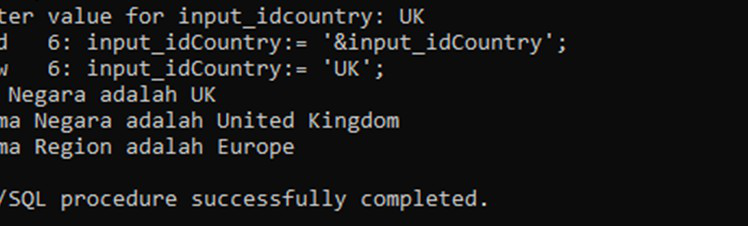 ter value for input_idcountry: UK
d   6: input_idCountry:= '&input_idCountry';
w   6: input_idCountry:= 'UK';
 Negara adalah UK
ma Negara adalah United Kingdom
ma Region adalah Europe
/SQL procedure successfully completed.